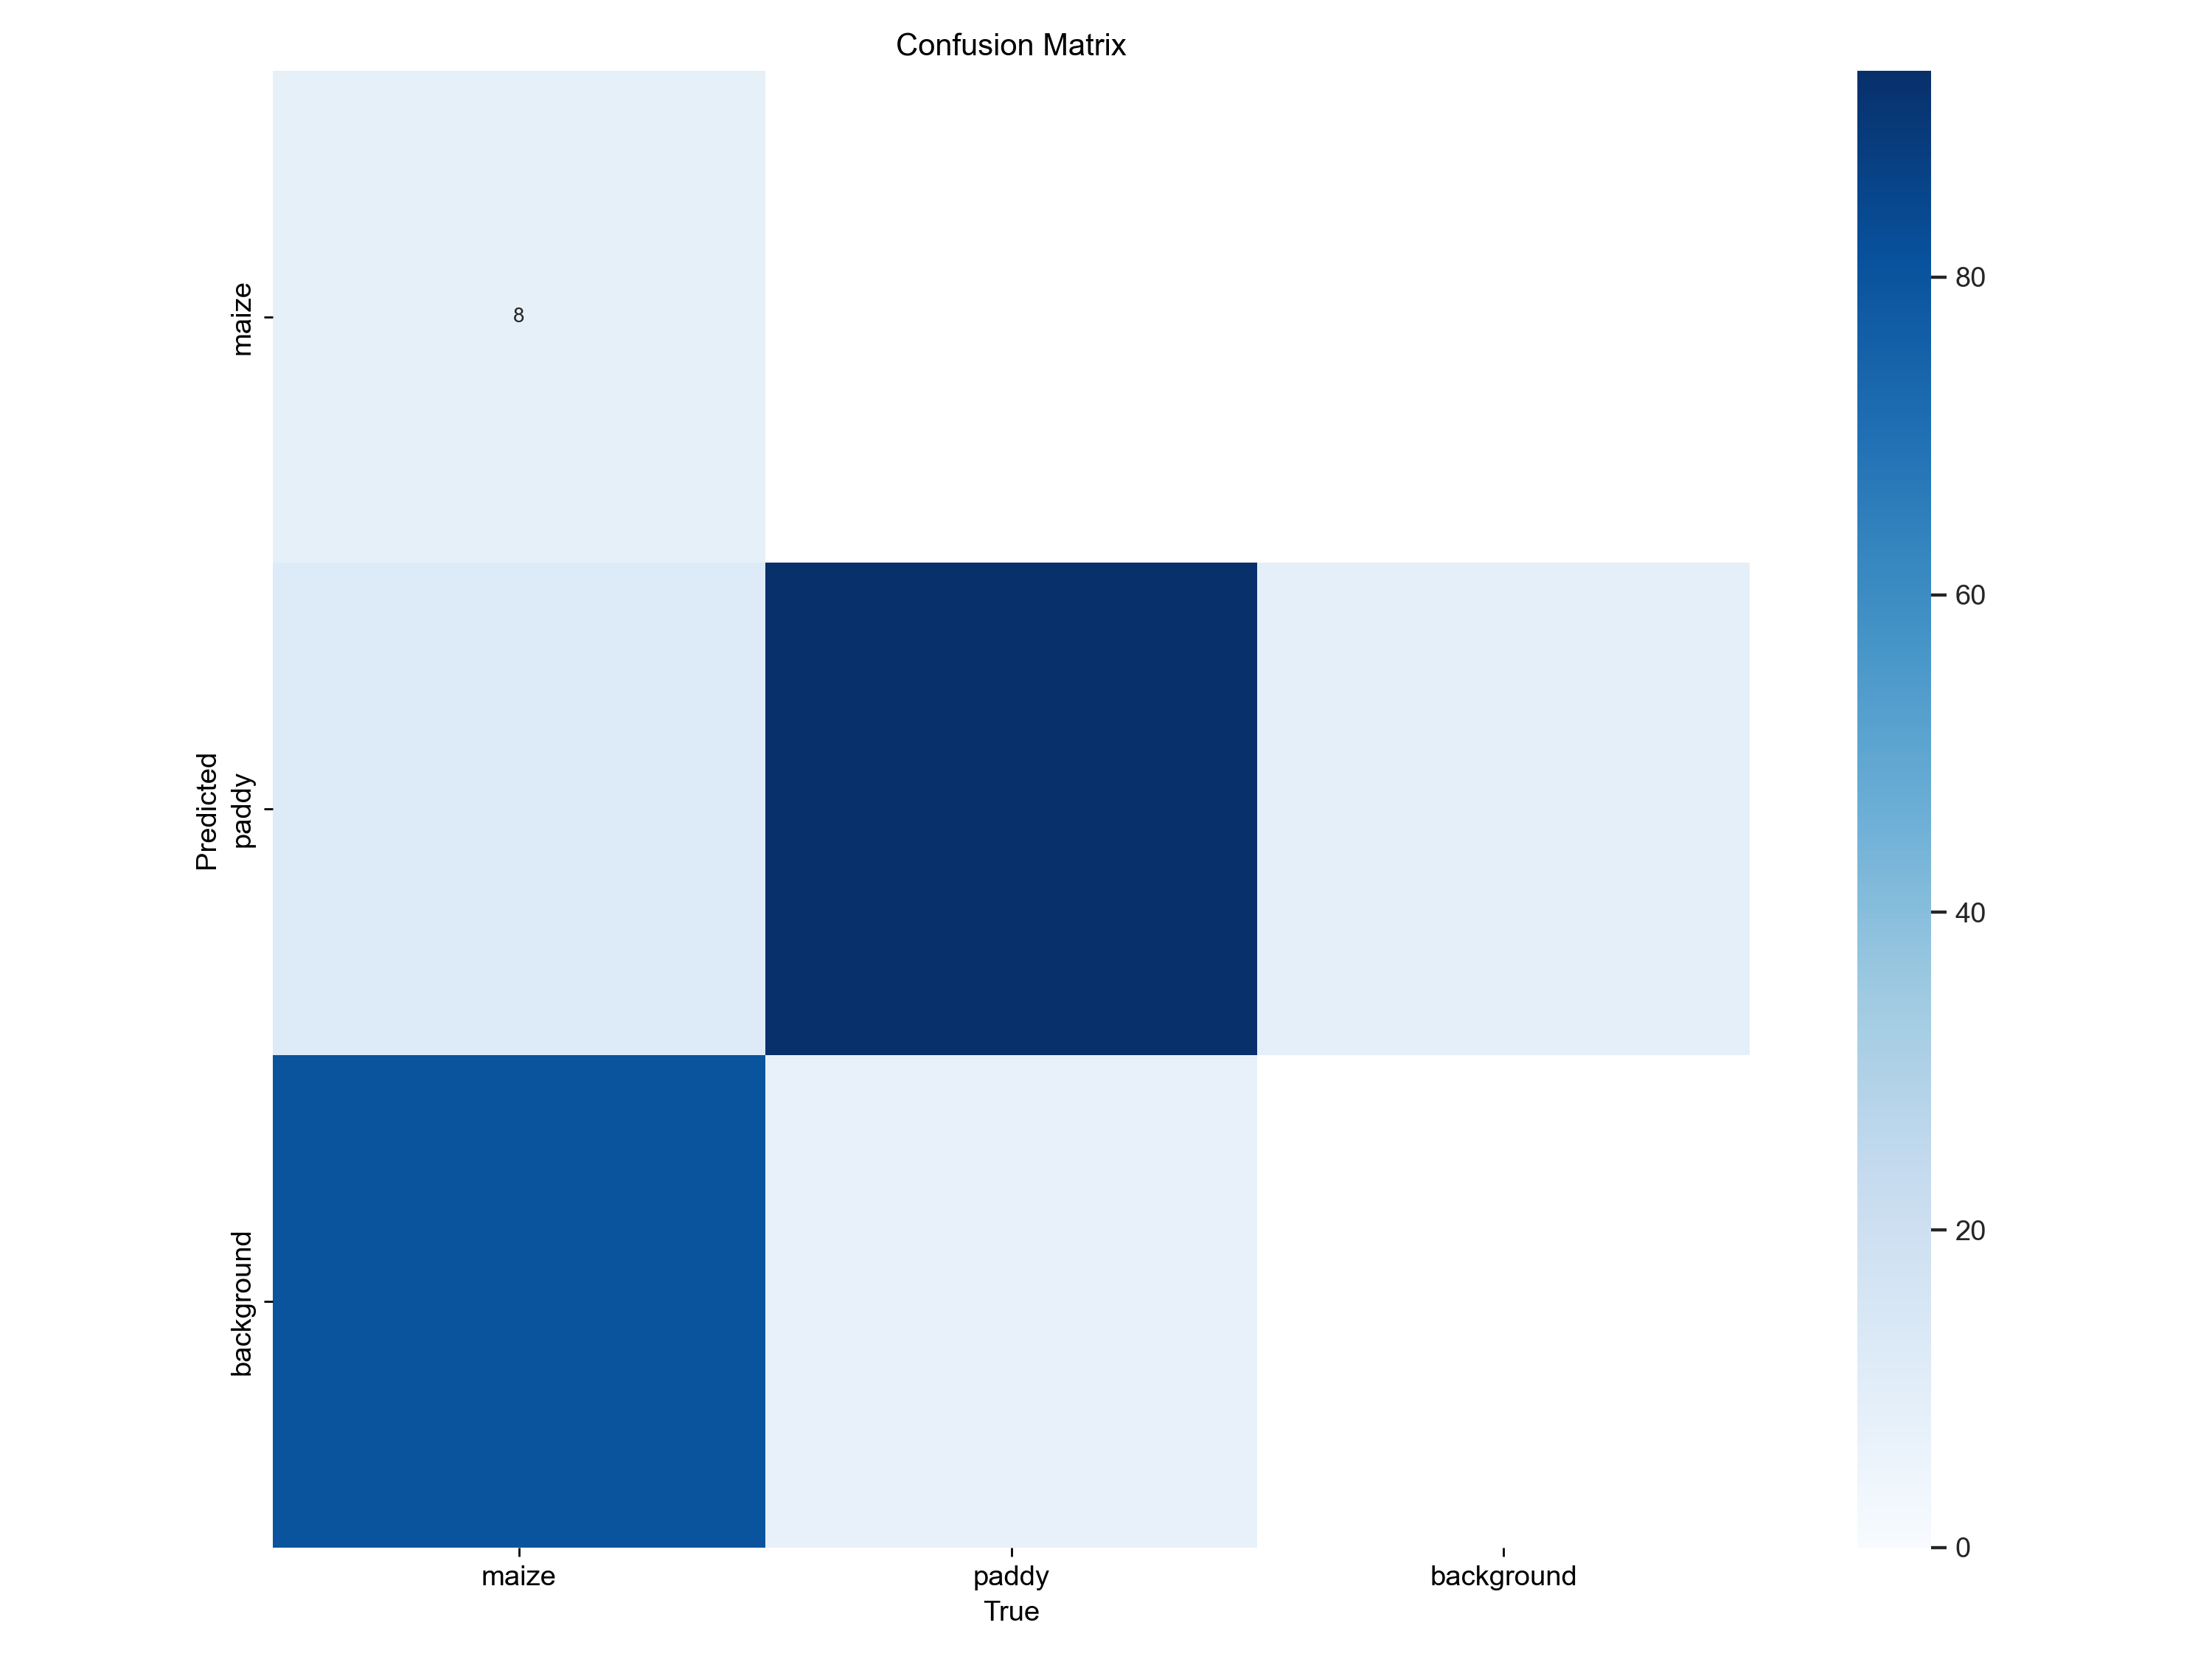 Confusion Matrix
Predicted
maize
8
paddy
background
maize
paddy
background
True
80
60
40
20
0